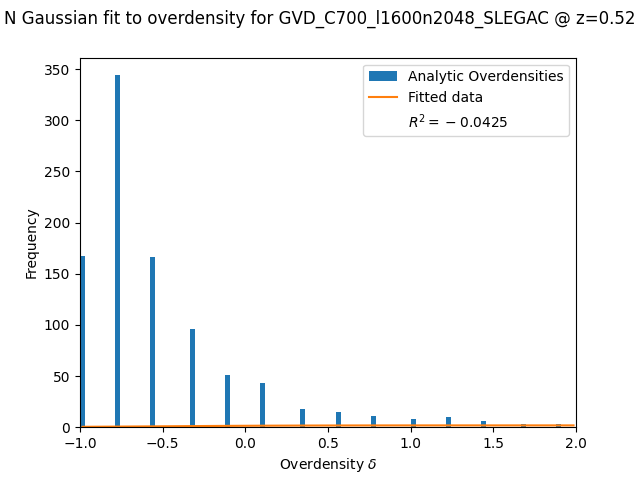 N Gaussian fit to overdensity for GVD_C700_l1600n2048_SLEGAC @ z=0.52
350
300
250
200
150
100
50
0
Frequency
Analytic Overdensities
Fitted data
R² = −0.0425
−1.0 −0.5 0.0 0.5 1.0 1.5 2.0
Overdensity δ